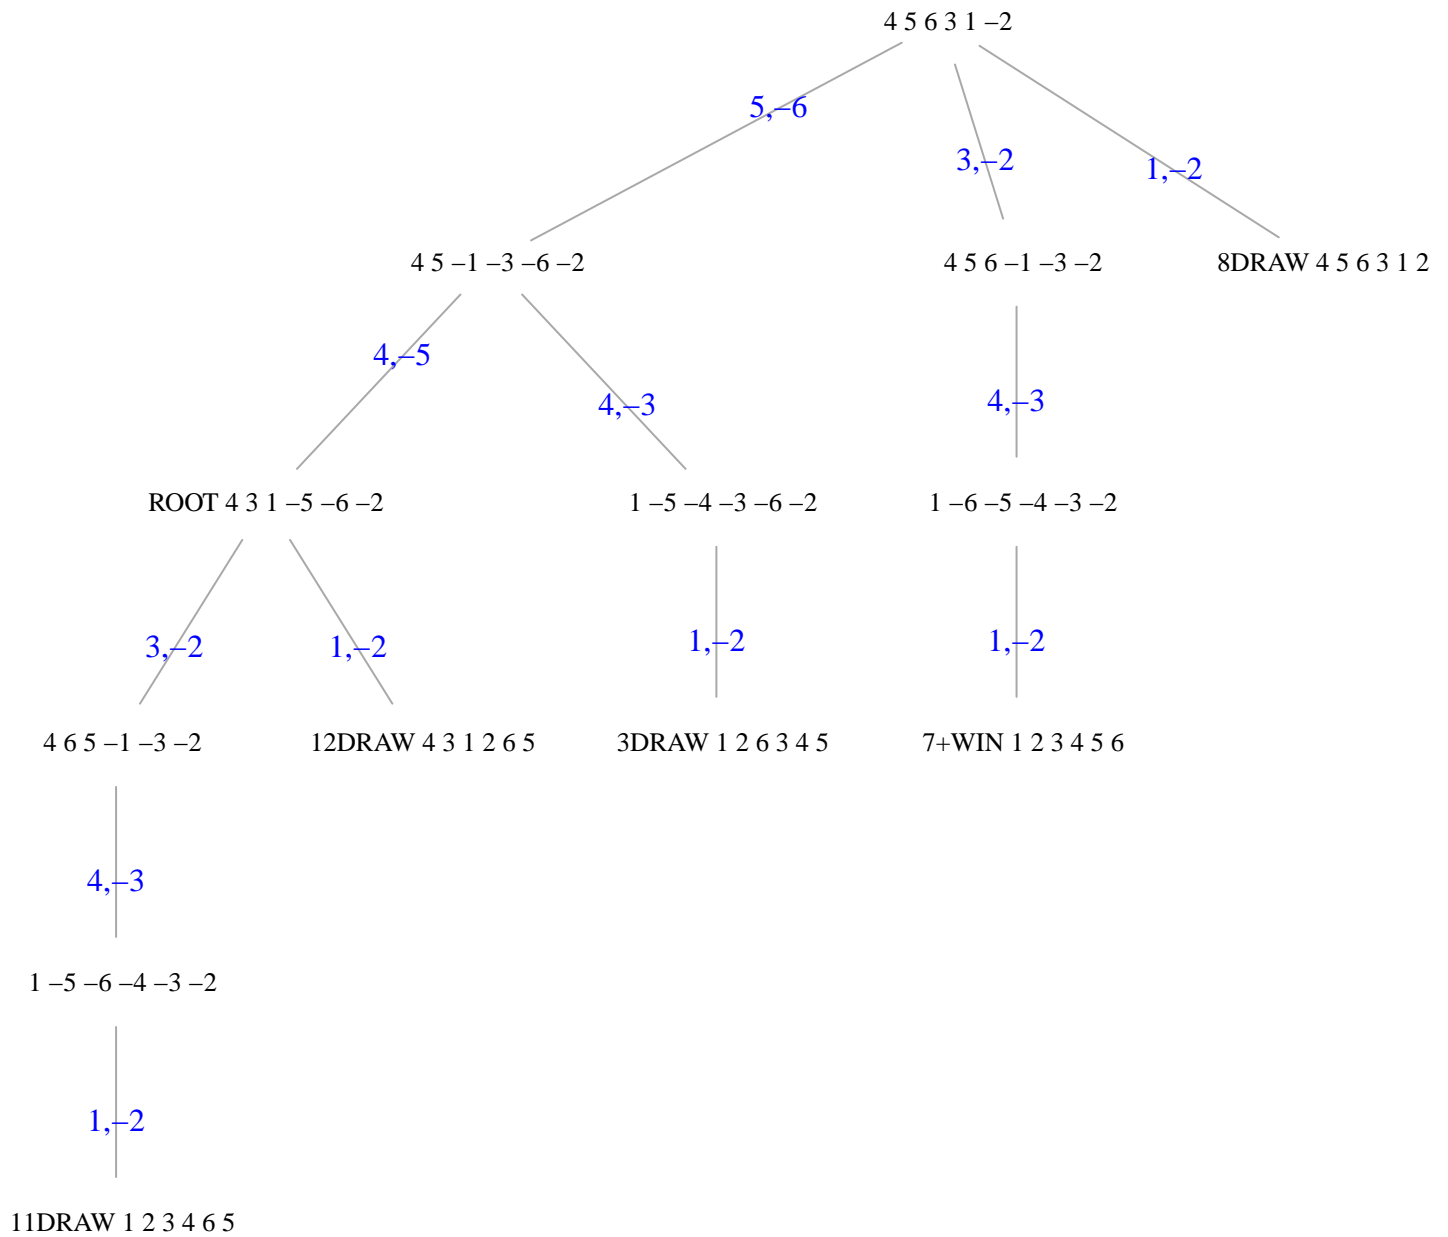 4 5 6 3 1 –2
5,–6
3,–2
1,–2
4 5 –1 –3 –6 –2
4 5 6 –1 –3 –2
8DRAW 4 5 6 3 1 2
4,–5
4,–3
4,–3
ROOT 4 3 1 –5 –6 –2
1 –5 –4 –3 –6 –2
1 –6 –5 –4 –3 –2
3,–2
1,–2
1,–2
1,–2
4 6 5 –1 –3 –2
12DRAW 4 3 1 2 6 5
3DRAW 1 2 6 3 4 5
7+WIN 1 2 3 4 5 6
4,–3
1 –5 –6 –4 –3 –2
1,–2
11DRAW 1 2 3 4 6 5